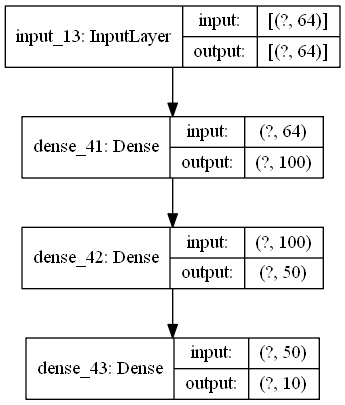 input_13: InputLayer
input:
[(?, 64)]
output:
[(?, 64)]
dense_41: Dense
input:
(?, 64)
output:
(?, 100)
dense_42: Dense
input:
(?, 100)
output:
(?, 50)
dense_43: Dense
input:
(?, 50)
output:
(?, 10)